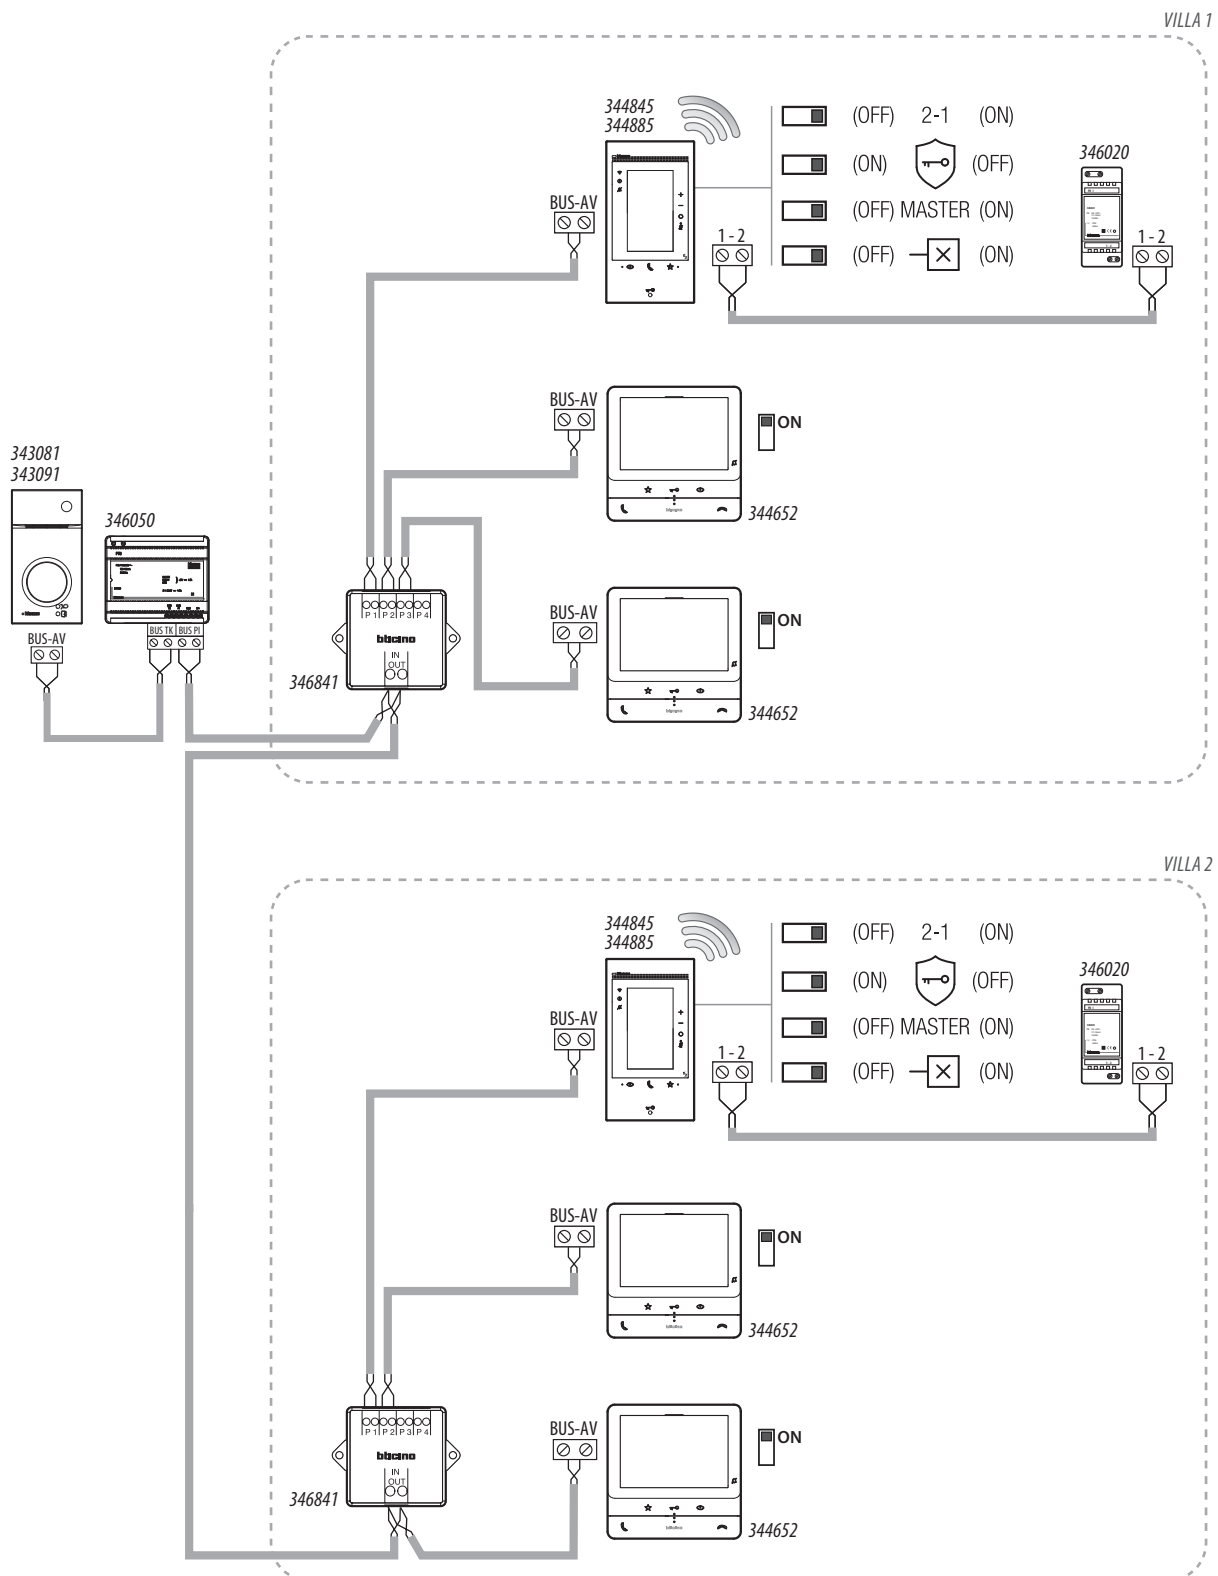 VILLA 1
344845
344885
(OFF) 2-1 (ON)
(ON) (OFF)
(OFF) MASTER (ON)
(OFF) (ON)
346020
BUS-AV
1 - 2
1 - 2
BUS-AV
ON
344652
343081
343091
346050
BUS-AV
BUS TK BUS PI
P 1 P 2 P 3 P 4
bticino
IN
OUT
346841
BUS-AV
ON
344652
VILLA 2
344845
344885
(OFF) 2-1 (ON)
(ON) (OFF)
(OFF) MASTER (ON)
(OFF) (ON)
346020
BUS-AV
1 - 2
1 - 2
BUS-AV
ON
344652
P 1 P 2 P 3 P 4
bticino
IN
OUT
346841
BUS-AV
ON
344652